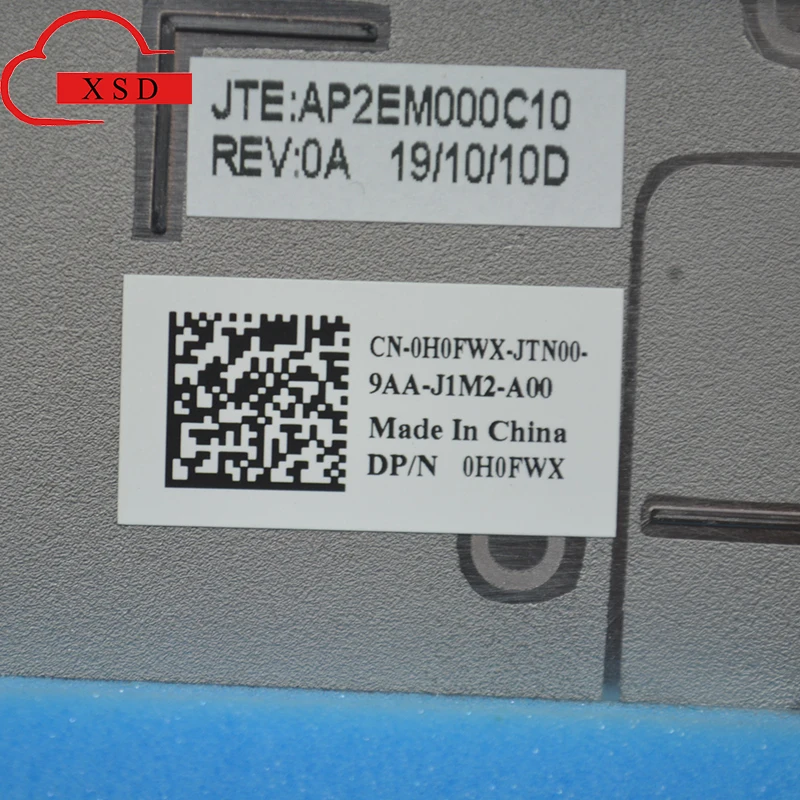 XSD
JTE:AP2EM000C10
REV:0A 19/10/10D
CN-0H0FWX-JTN00-
9AA-J1M2-A00
Made In China
DP/N 0H0FWX